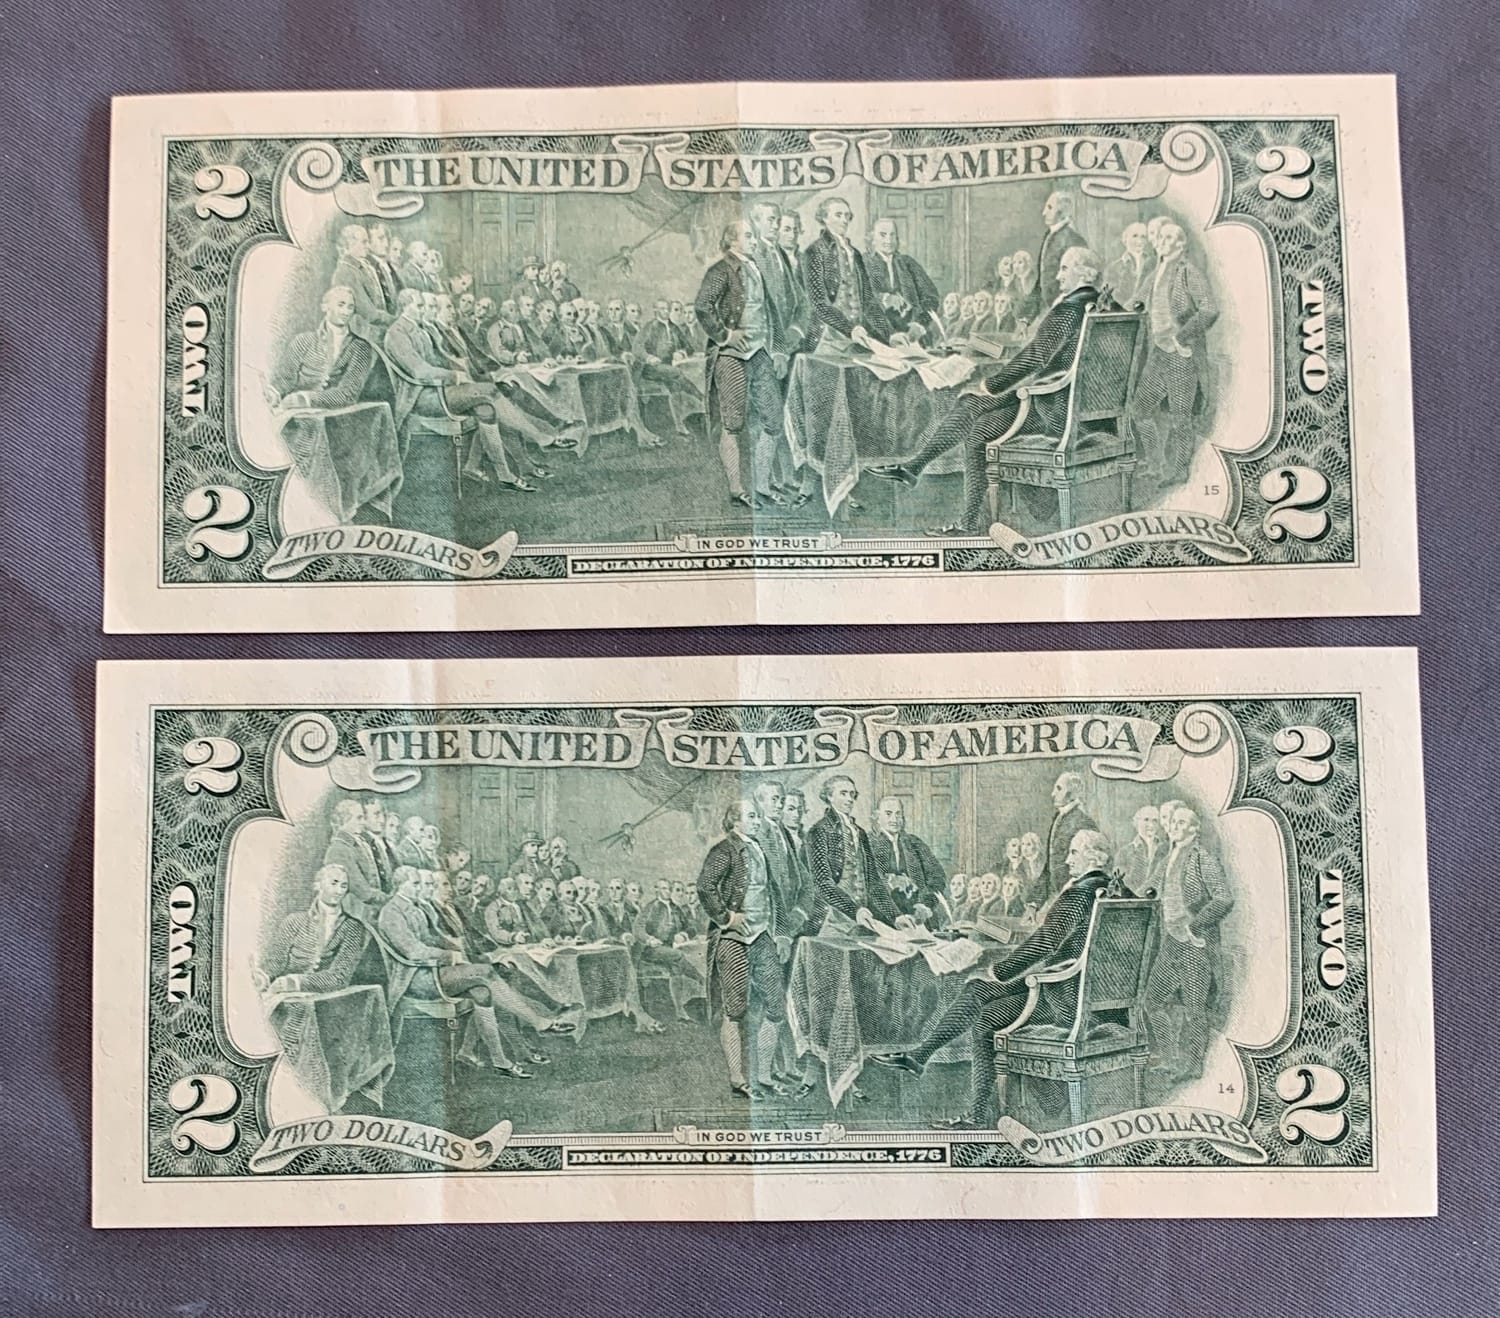 THE UNITED STATES OF AMERICA
2
2
TWO
TWO
15
2
2
TWO DOLLARS
TWO DOLLARS
IN GOD WE TRUST
DECLARATION OF INDEPENDENCE, 1776
THE UNITED STATES OF AMERICA
2
2
TWO
TWO
14
2
2
TWO DOLLARS
TWO DOLLARS
IN GOD WE TRUST
DECLARATION OF INDEPENDENCE, 1776